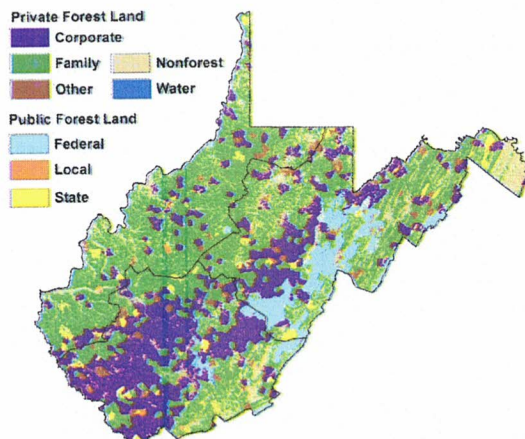 Private Forest Land
Corporate
Family
Nonforest
Other
Water
Public Forest Land
Federal
Local
State